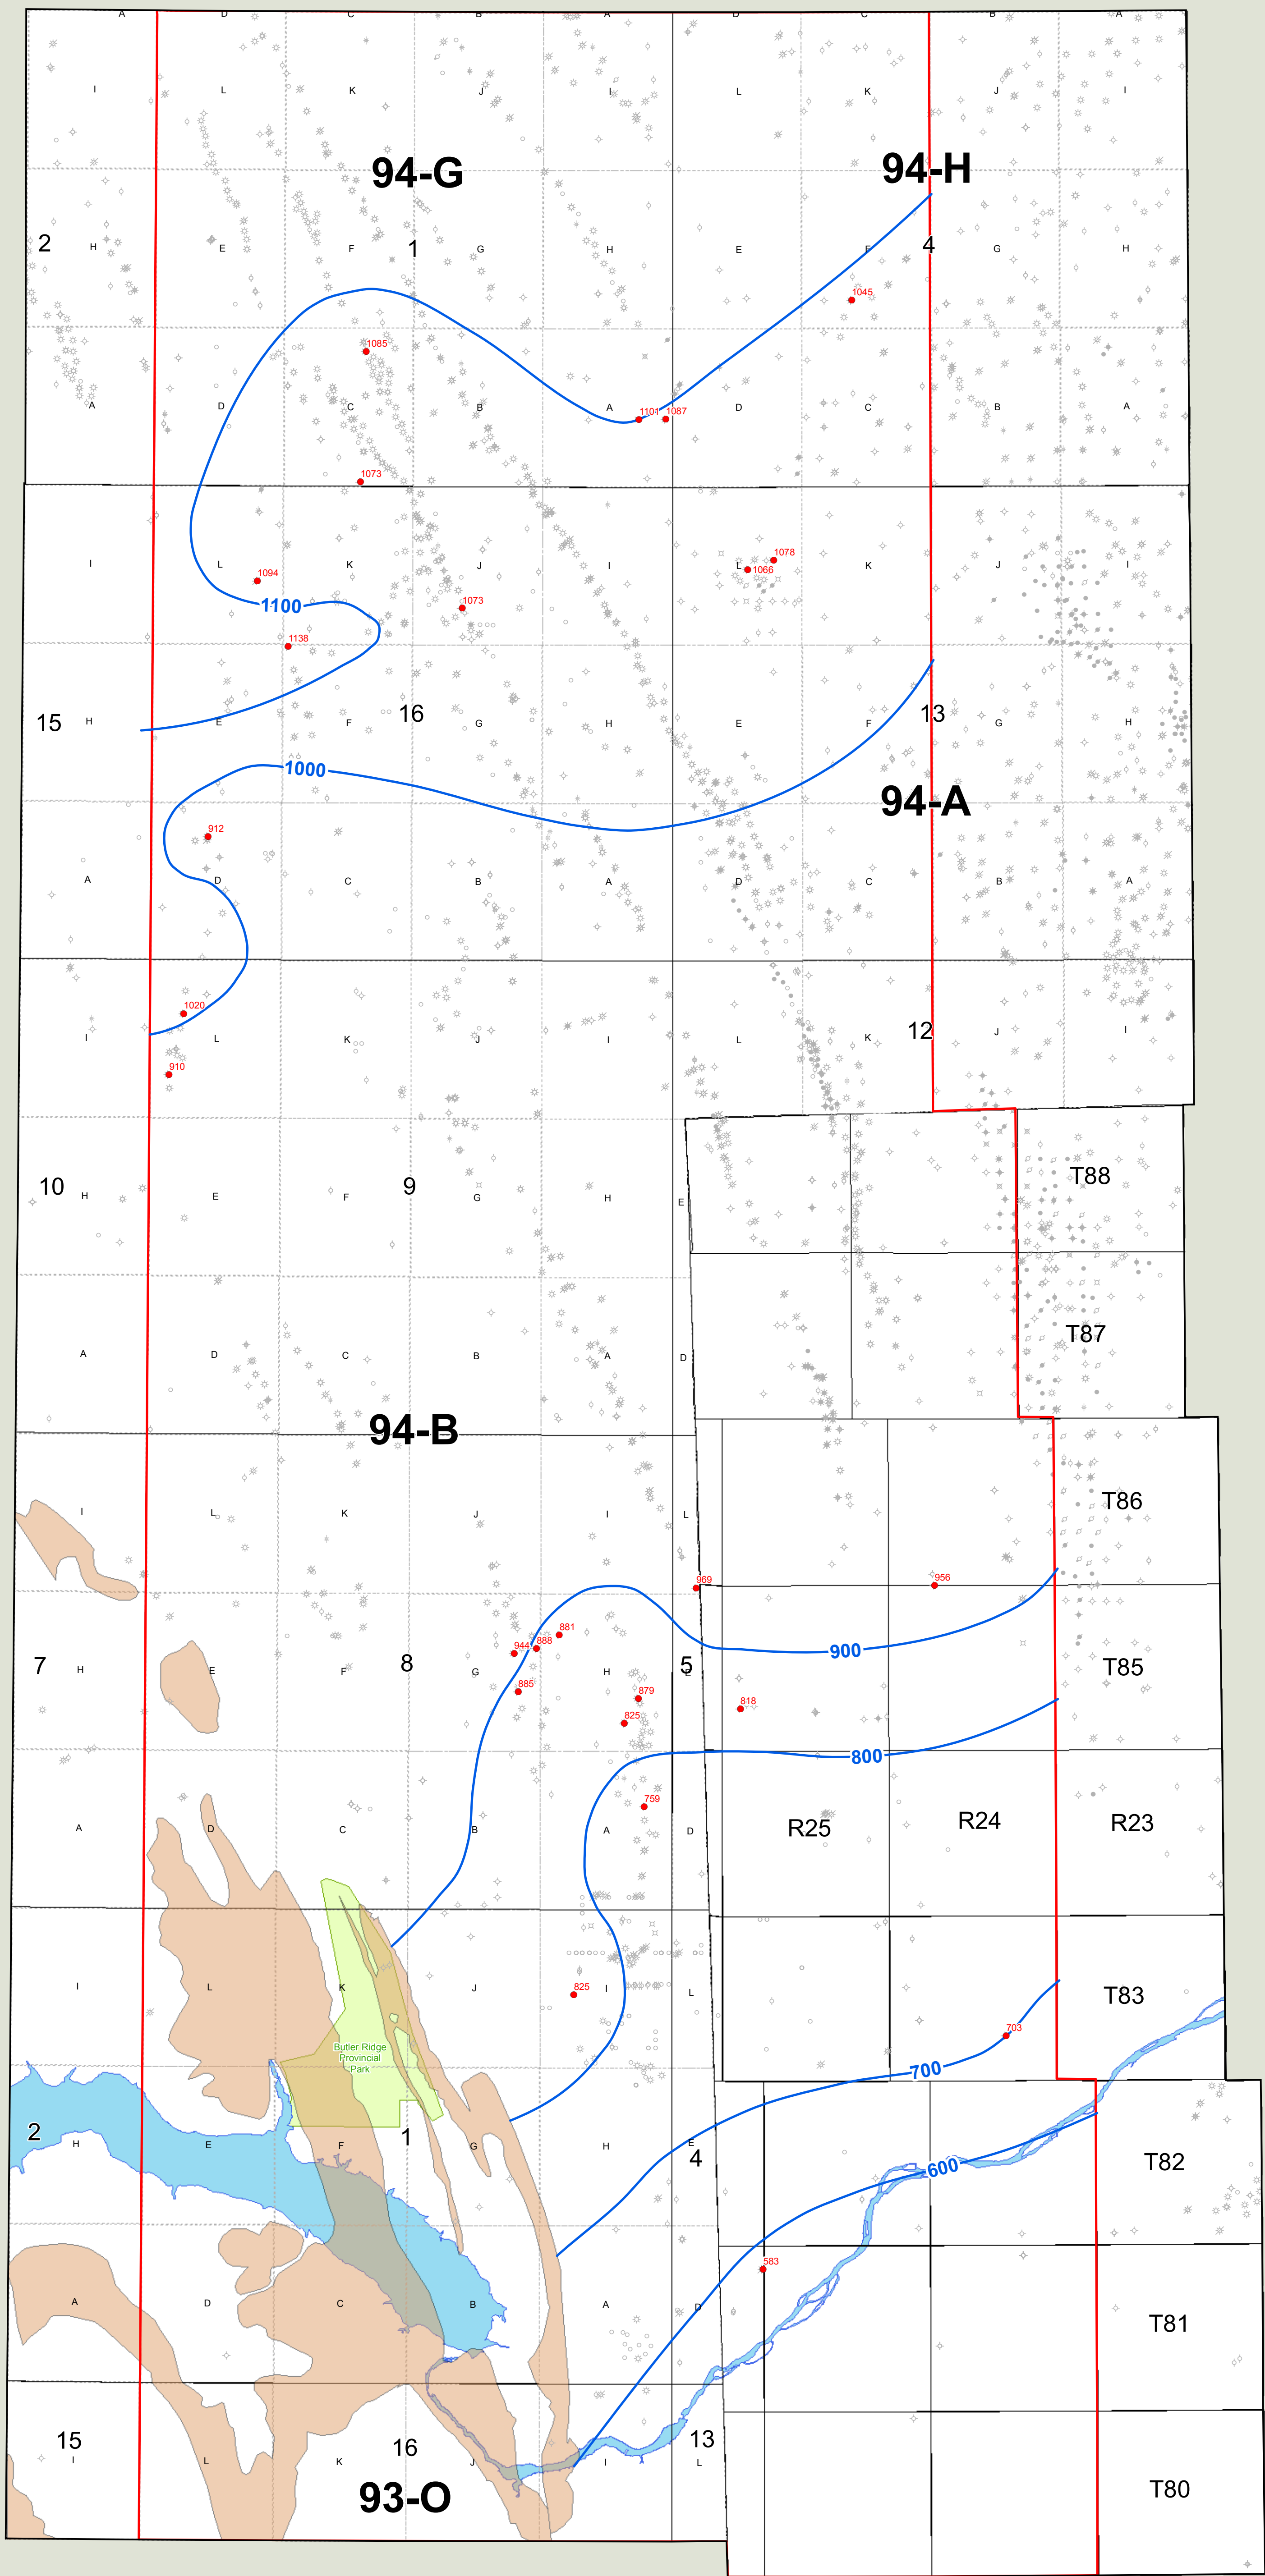 A D C B A D C B A
I L K J I L K J I
94-G 94-H
2 H E F 1 G H E F 4 G H
1045
1085
A D C B A 1101 1087 D C B A
1073
I L K J I L K J I
1078
1066
1094
1100
1073
1138
15 H E F 16 G H E F 13 G H
1000
94-A
912
A D C B A D C B A
1020
I L K J I L K 12 J I
910
T88
10 H E F 9 G H E
T87
A D C B A D
94-B
T86
I L K J I L
969 956
881
944 888
900
7 H E F 8 G H 5 E T85
885 879
818
825
800
759
R25 R24 R23
A D C B A D
I L K J 825 I L T83
703
Butler Ridge
Provincial
Park
700
2 H E F 1 G H E 4 T82
600
583
A D C B A D T81
15 I L K 16 J I 13 L
93-O
T80